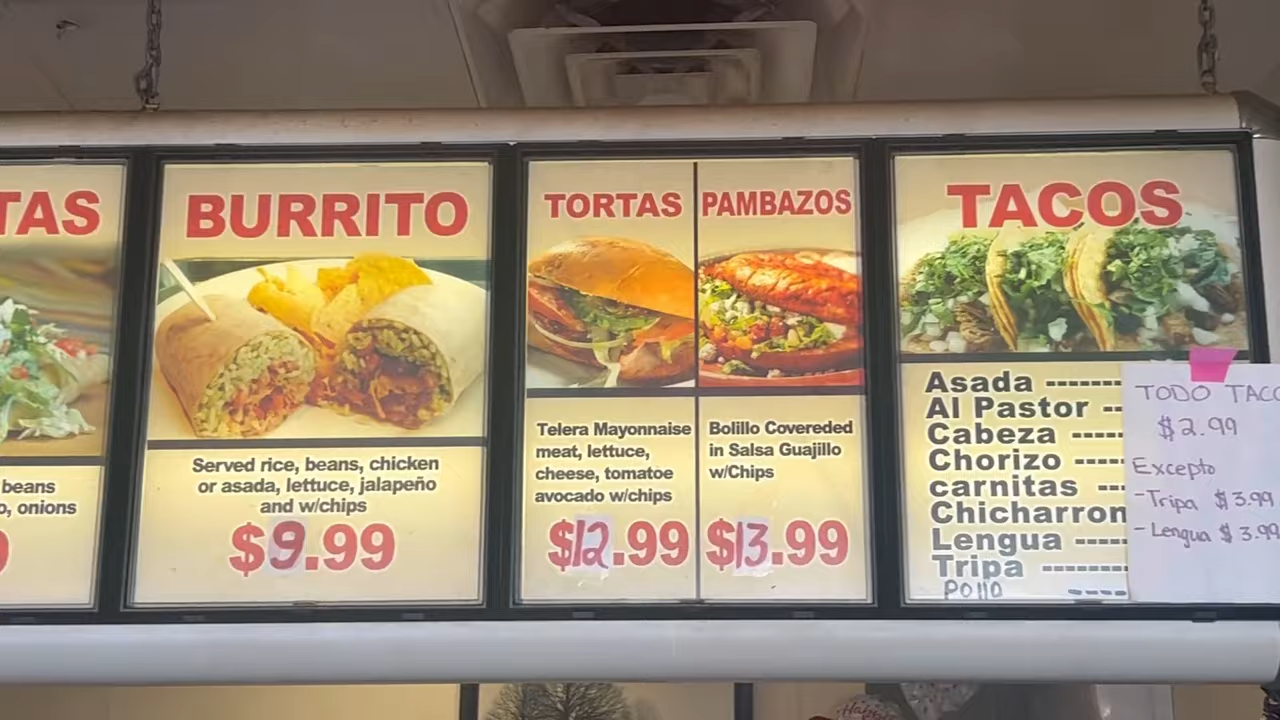 TAS
beans
o, onions
BURRITO
Served rice, beans, chicken
or asada, lettuce, jalapeño
and w/chips
$9.99
TORTAS
Telera Mayonnaise
meat, lettuce,
cheese, tomatoe
avocado w/chips
$12.99
PAMBAZOS
Bolillo Covereded
in Salsa Guajillo
w/Chips
$13.99
TACOS
Asada ------
Al Pastor --
Cabeza -----
Chorizo ----
carnitas ---
Chicharron
Lengua -----
Tripa -------
Pollo ----
TODO TACO
$2.99
Excepto
-Tripa $3.99
- Lengua $3.99